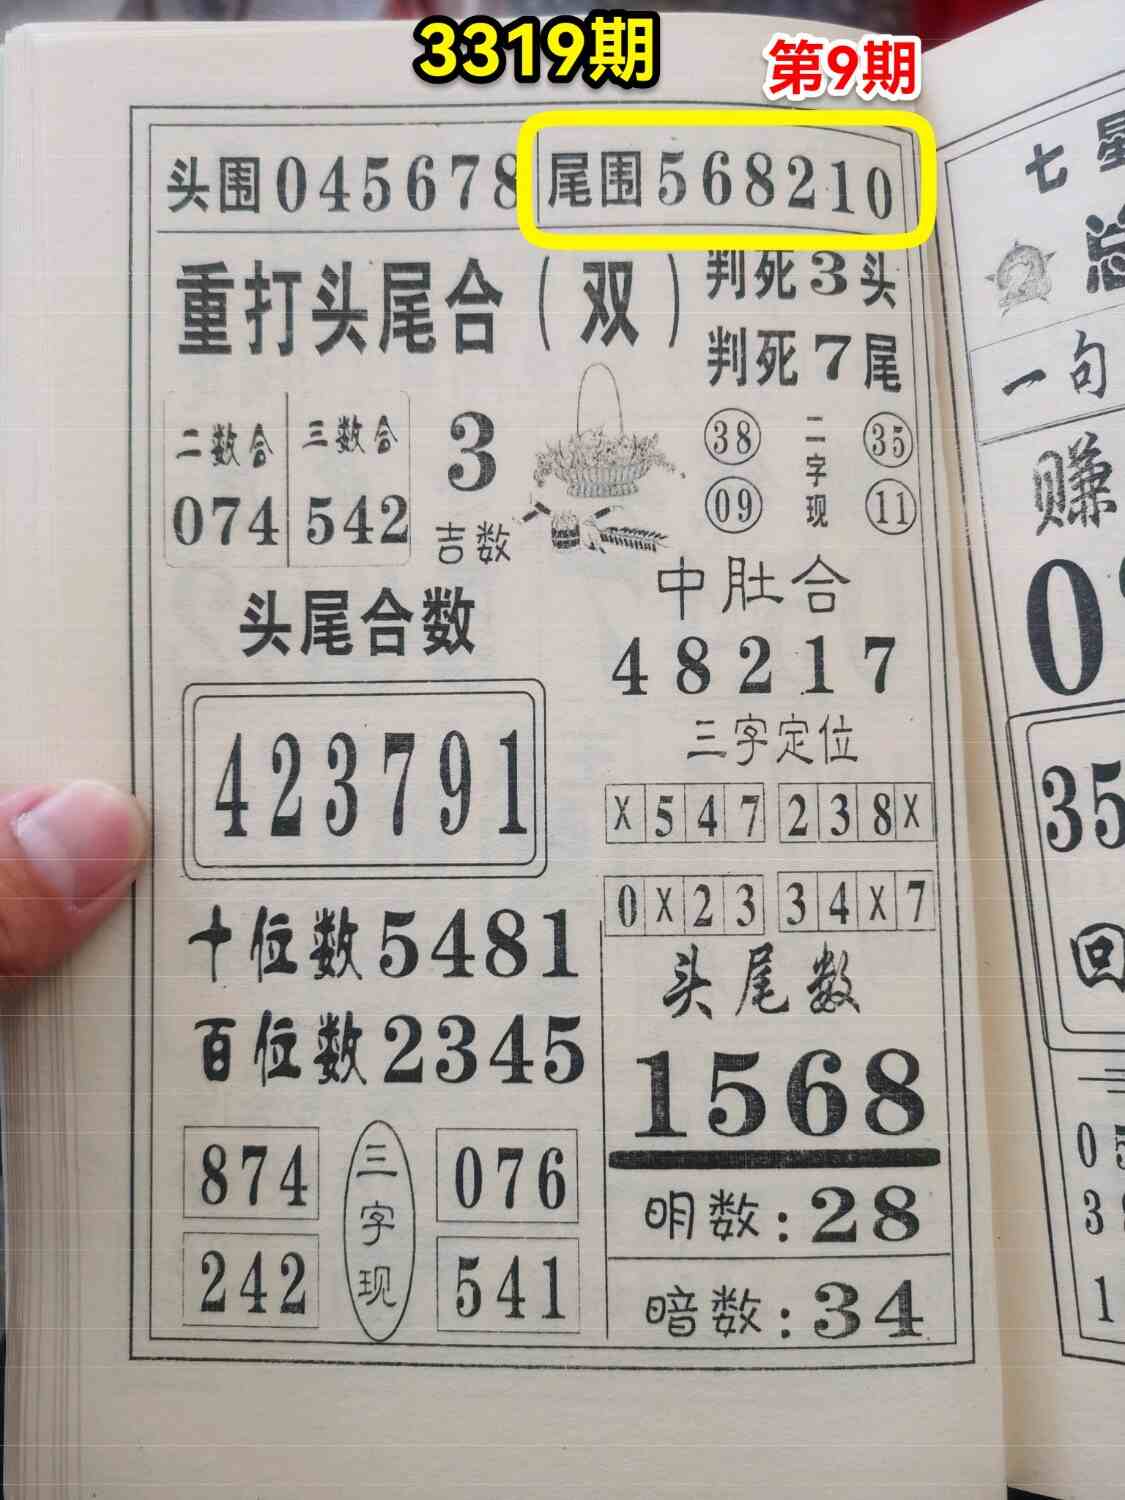 3319期
第9期
头围045678
尾围568210
重打头尾合（双）
判死3头
判死7尾
二数合
074
三数合
542
3
吉数
38
09
二字现
35
11
头尾合数
423791
中肚合
48217
三字定位
X547 238X
0X23 34X7
十位数5481
百位数2345
头尾数
1568
874
242
三字现
076
541
明数:28
暗数:34
七星
总
一句
赚
35
回